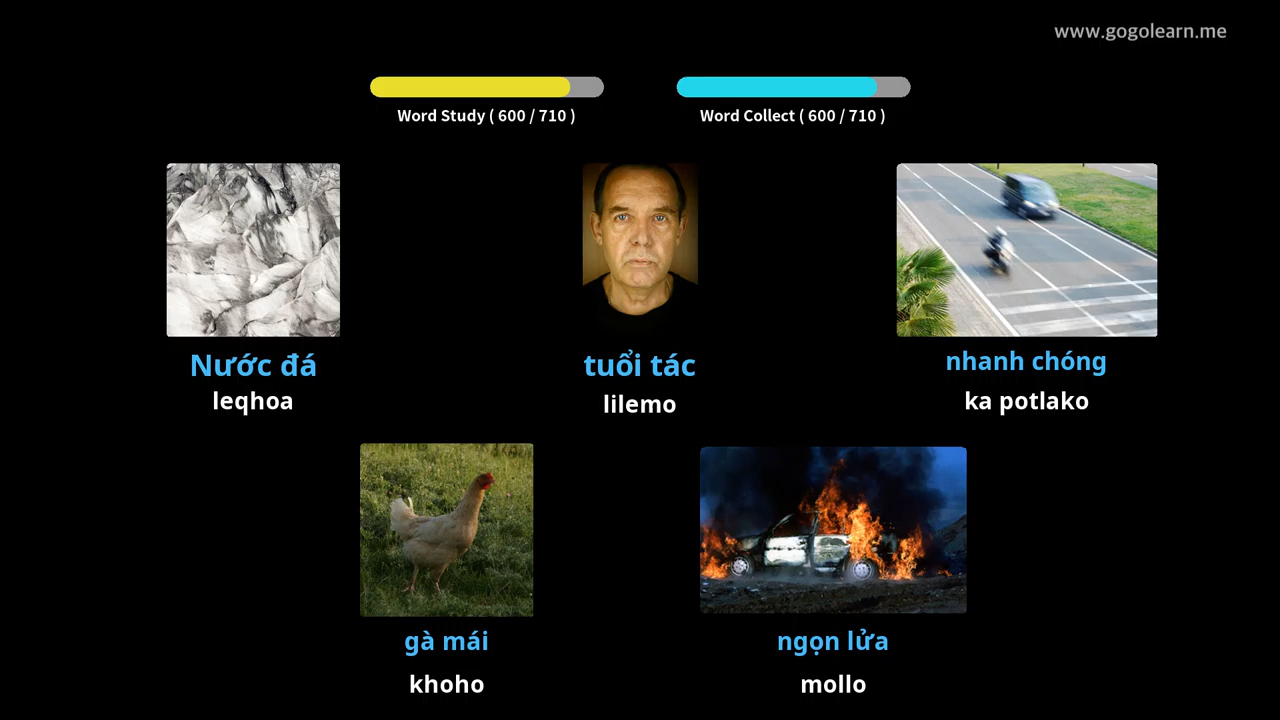 www.gogolearn.me
Word Study ( 600 / 710 )
Word Collect ( 600 / 710 )
Nước đá
leqhoa
tuổi tác
lilemo
nhanh chóng
ka potlako
gà mái
khoho
ngọn lửa
mollo